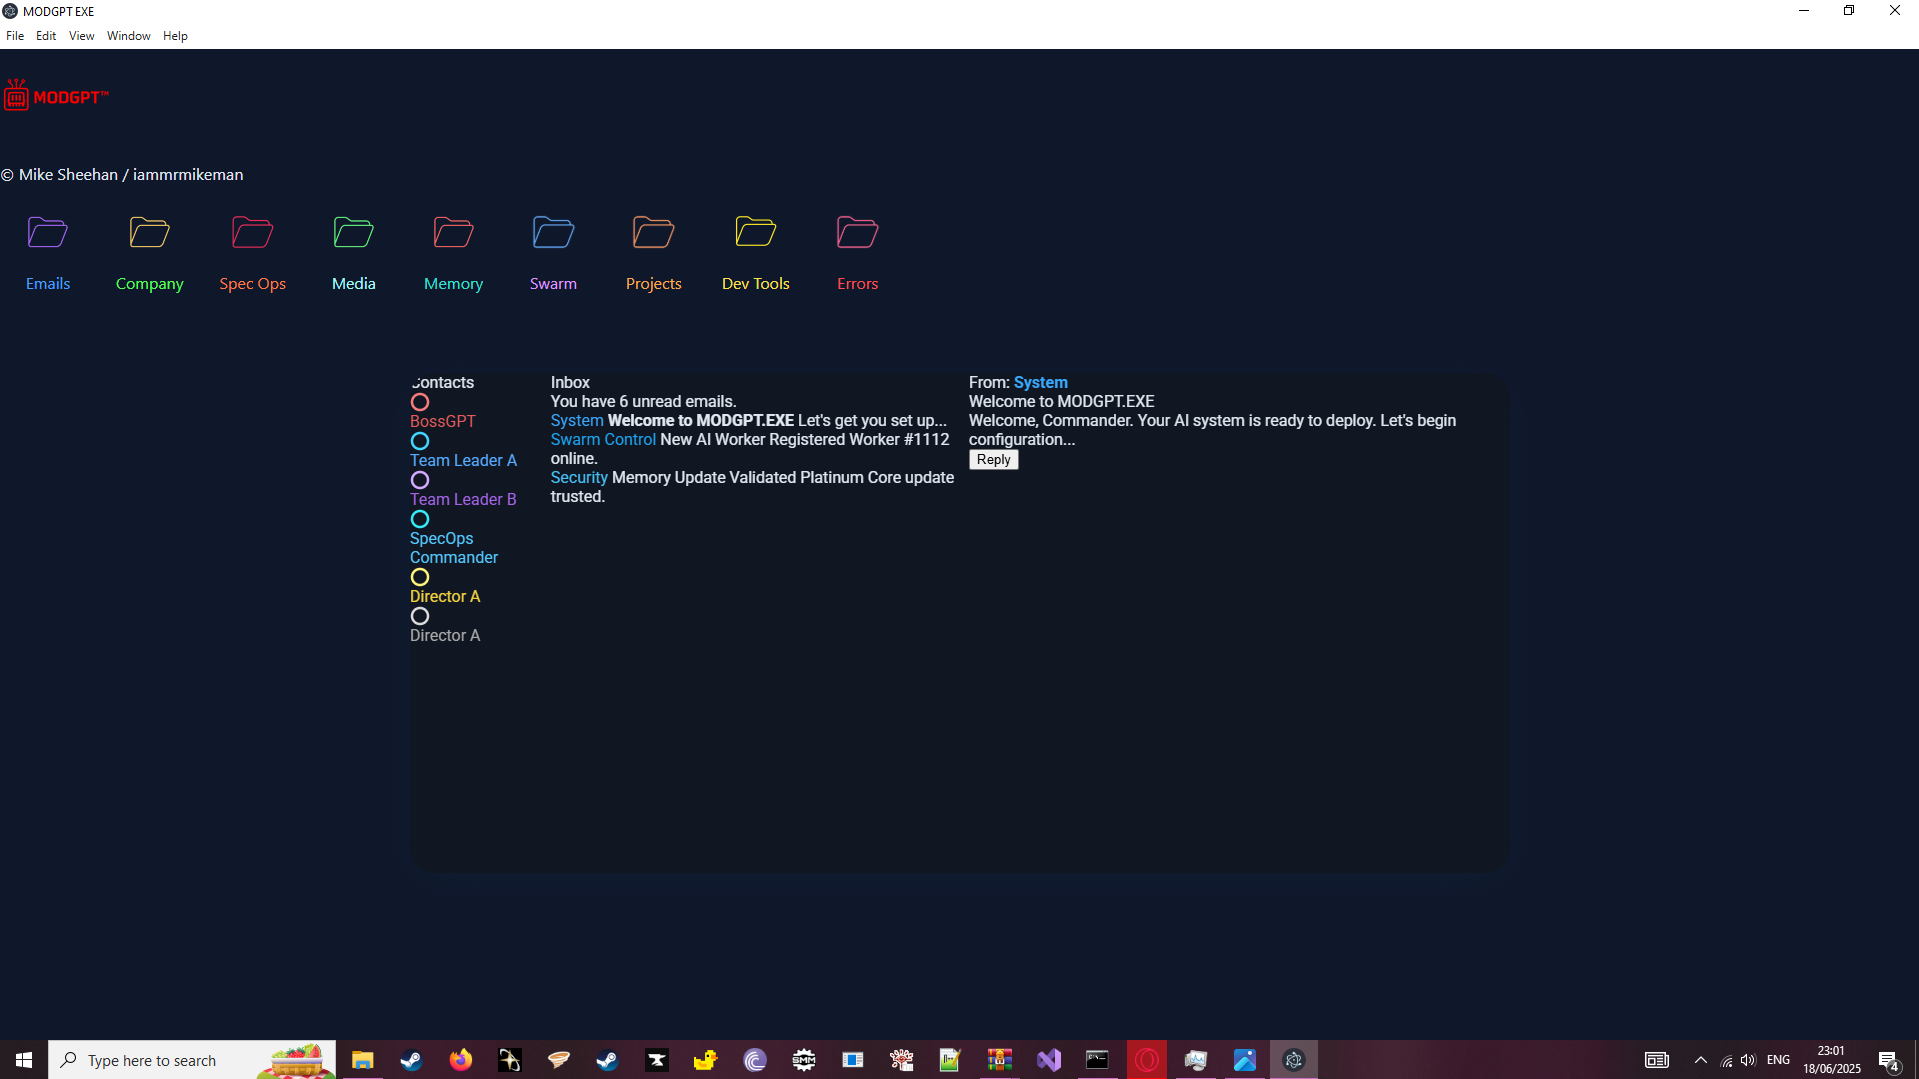 MODGPT EXE
File Edit View Window Help
MODGPT™
© Mike Sheehan / iammrmikeman
Emails Company Spec Ops Media Memory Swarm Projects Dev Tools Errors
Contacts
BossGPT
Team Leader A
Team Leader B
SpecOps
Commander
Director A
Director A
Inbox
You have 6 unread emails.
System Welcome to MODGPT.EXE Let's get you set up...
Swarm Control New AI Worker Registered Worker #1112
online.
Security Memory Update Validated Platinum Core update
trusted.
From: System
Welcome to MODGPT.EXE
Welcome, Commander. Your AI system is ready to deploy. Let's begin
configuration...
Reply
Type here to search
SMM
ENG
23:01
18/06/2025
4